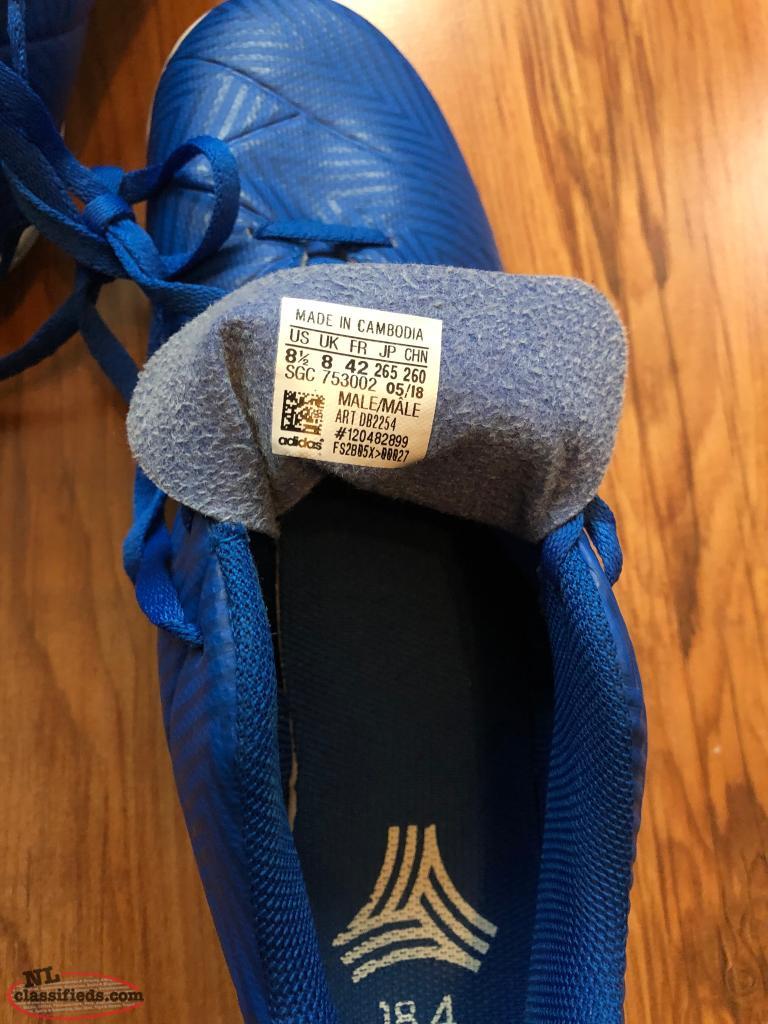 MADE IN CAMBODIA
US UK FR JP CHN
8½ 8 42 265 260
SGC 753002 05/18
MALE/MÂLE
ART DB2254
#120482899
adidas
FS2B05X>00027
18.4
NL
classifieds.com